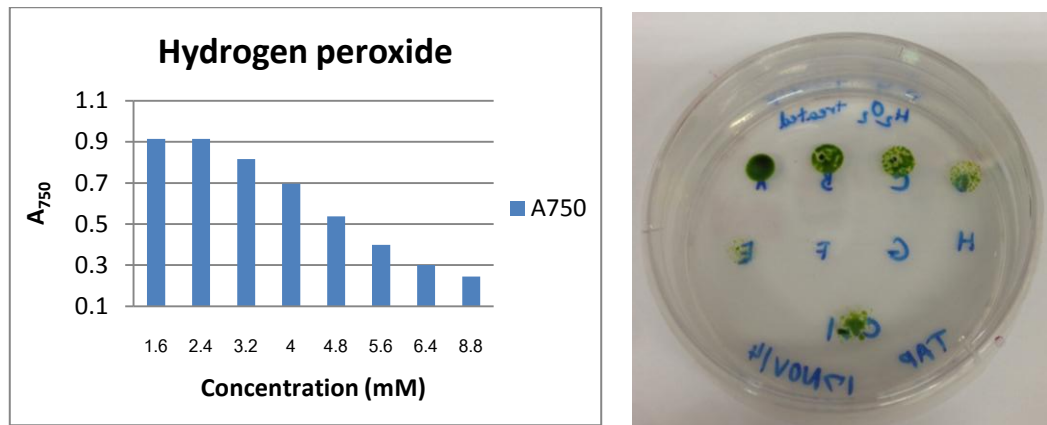 Hydrogen peroxide
1.1
0.9
0.7
0.5
0.3
0.1
A₇₅₀
1.6 2.4 3.2 4 4.8 5.6 6.4 8.8
Concentration (mM)
A750
H₂O₂ treated
A B C D
E F G H
TAP
17NOV14